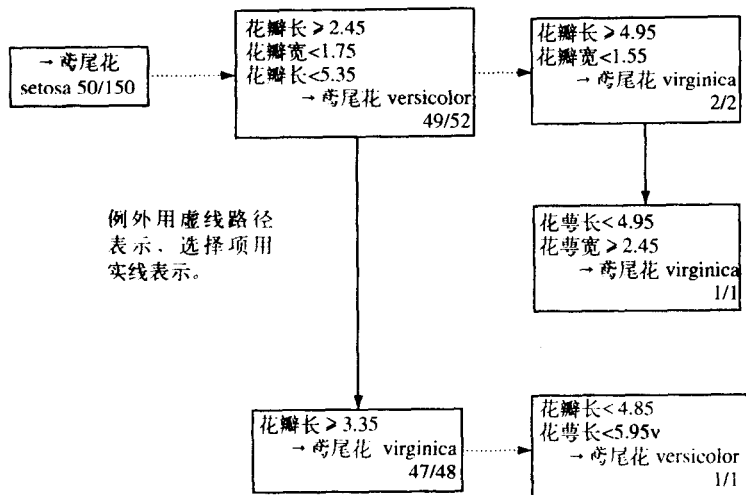 → 鸢尾花
setosa 50/150
花瓣长≥2.45
花瓣宽<1.75
花瓣长<5.35
→ 鸢尾花 versicolor
49/52
花瓣长≥4.95
花瓣宽<1.55
→ 鸢尾花 virginica
2/2
例外用虚线路径
表示，选择项用
实线表示。
花萼长<4.95
花萼宽≥2.45
→ 鸢尾花 virginica
1/1
花瓣长≥3.35
→ 鸢尾花 virginica
47/48
花瓣长<4.85
花萼长<5.95v
→ 鸢尾花 versicolor
1/1